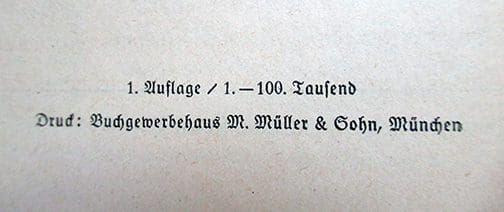 1. Auflage / 1.—100. Tausend
Druck: Buchgewerbehaus M. Müller & Sohn, München